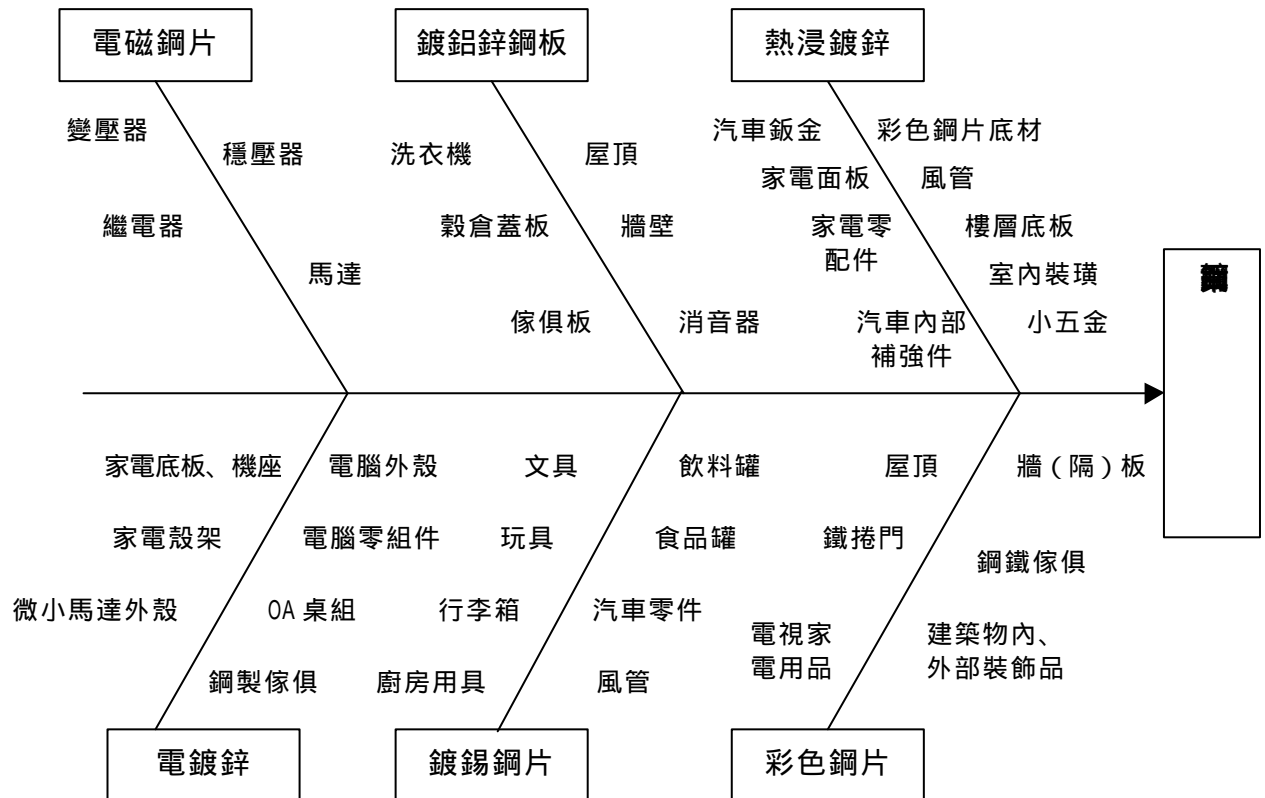 電磁鋼片
鍍鋁鋅鋼板
熱浸鍍鋅
變壓器
穩壓器
繼電器
馬達
洗衣機
屋頂
穀倉蓋板
牆壁
傢俱板
消音器
汽車鈑金
彩色鋼片底材
家電面板
風管
家電零
配件
樓層底板
室內裝璜
汽車內部
補強件
小五金
家電底板、機座
電腦外殼
家電殼架
電腦零組件
微小馬達外殼
OA桌組
鋼製傢俱
文具
飲料罐
玩具
食品罐
行李箱
汽車零件
廚房用具
風管
屋頂
牆(隔)板
鐵捲門
鋼鐵傢俱
電視家
電用品
建築物內、
外部裝飾品
電鍍鋅
鍍錫鋼片
彩色鋼片